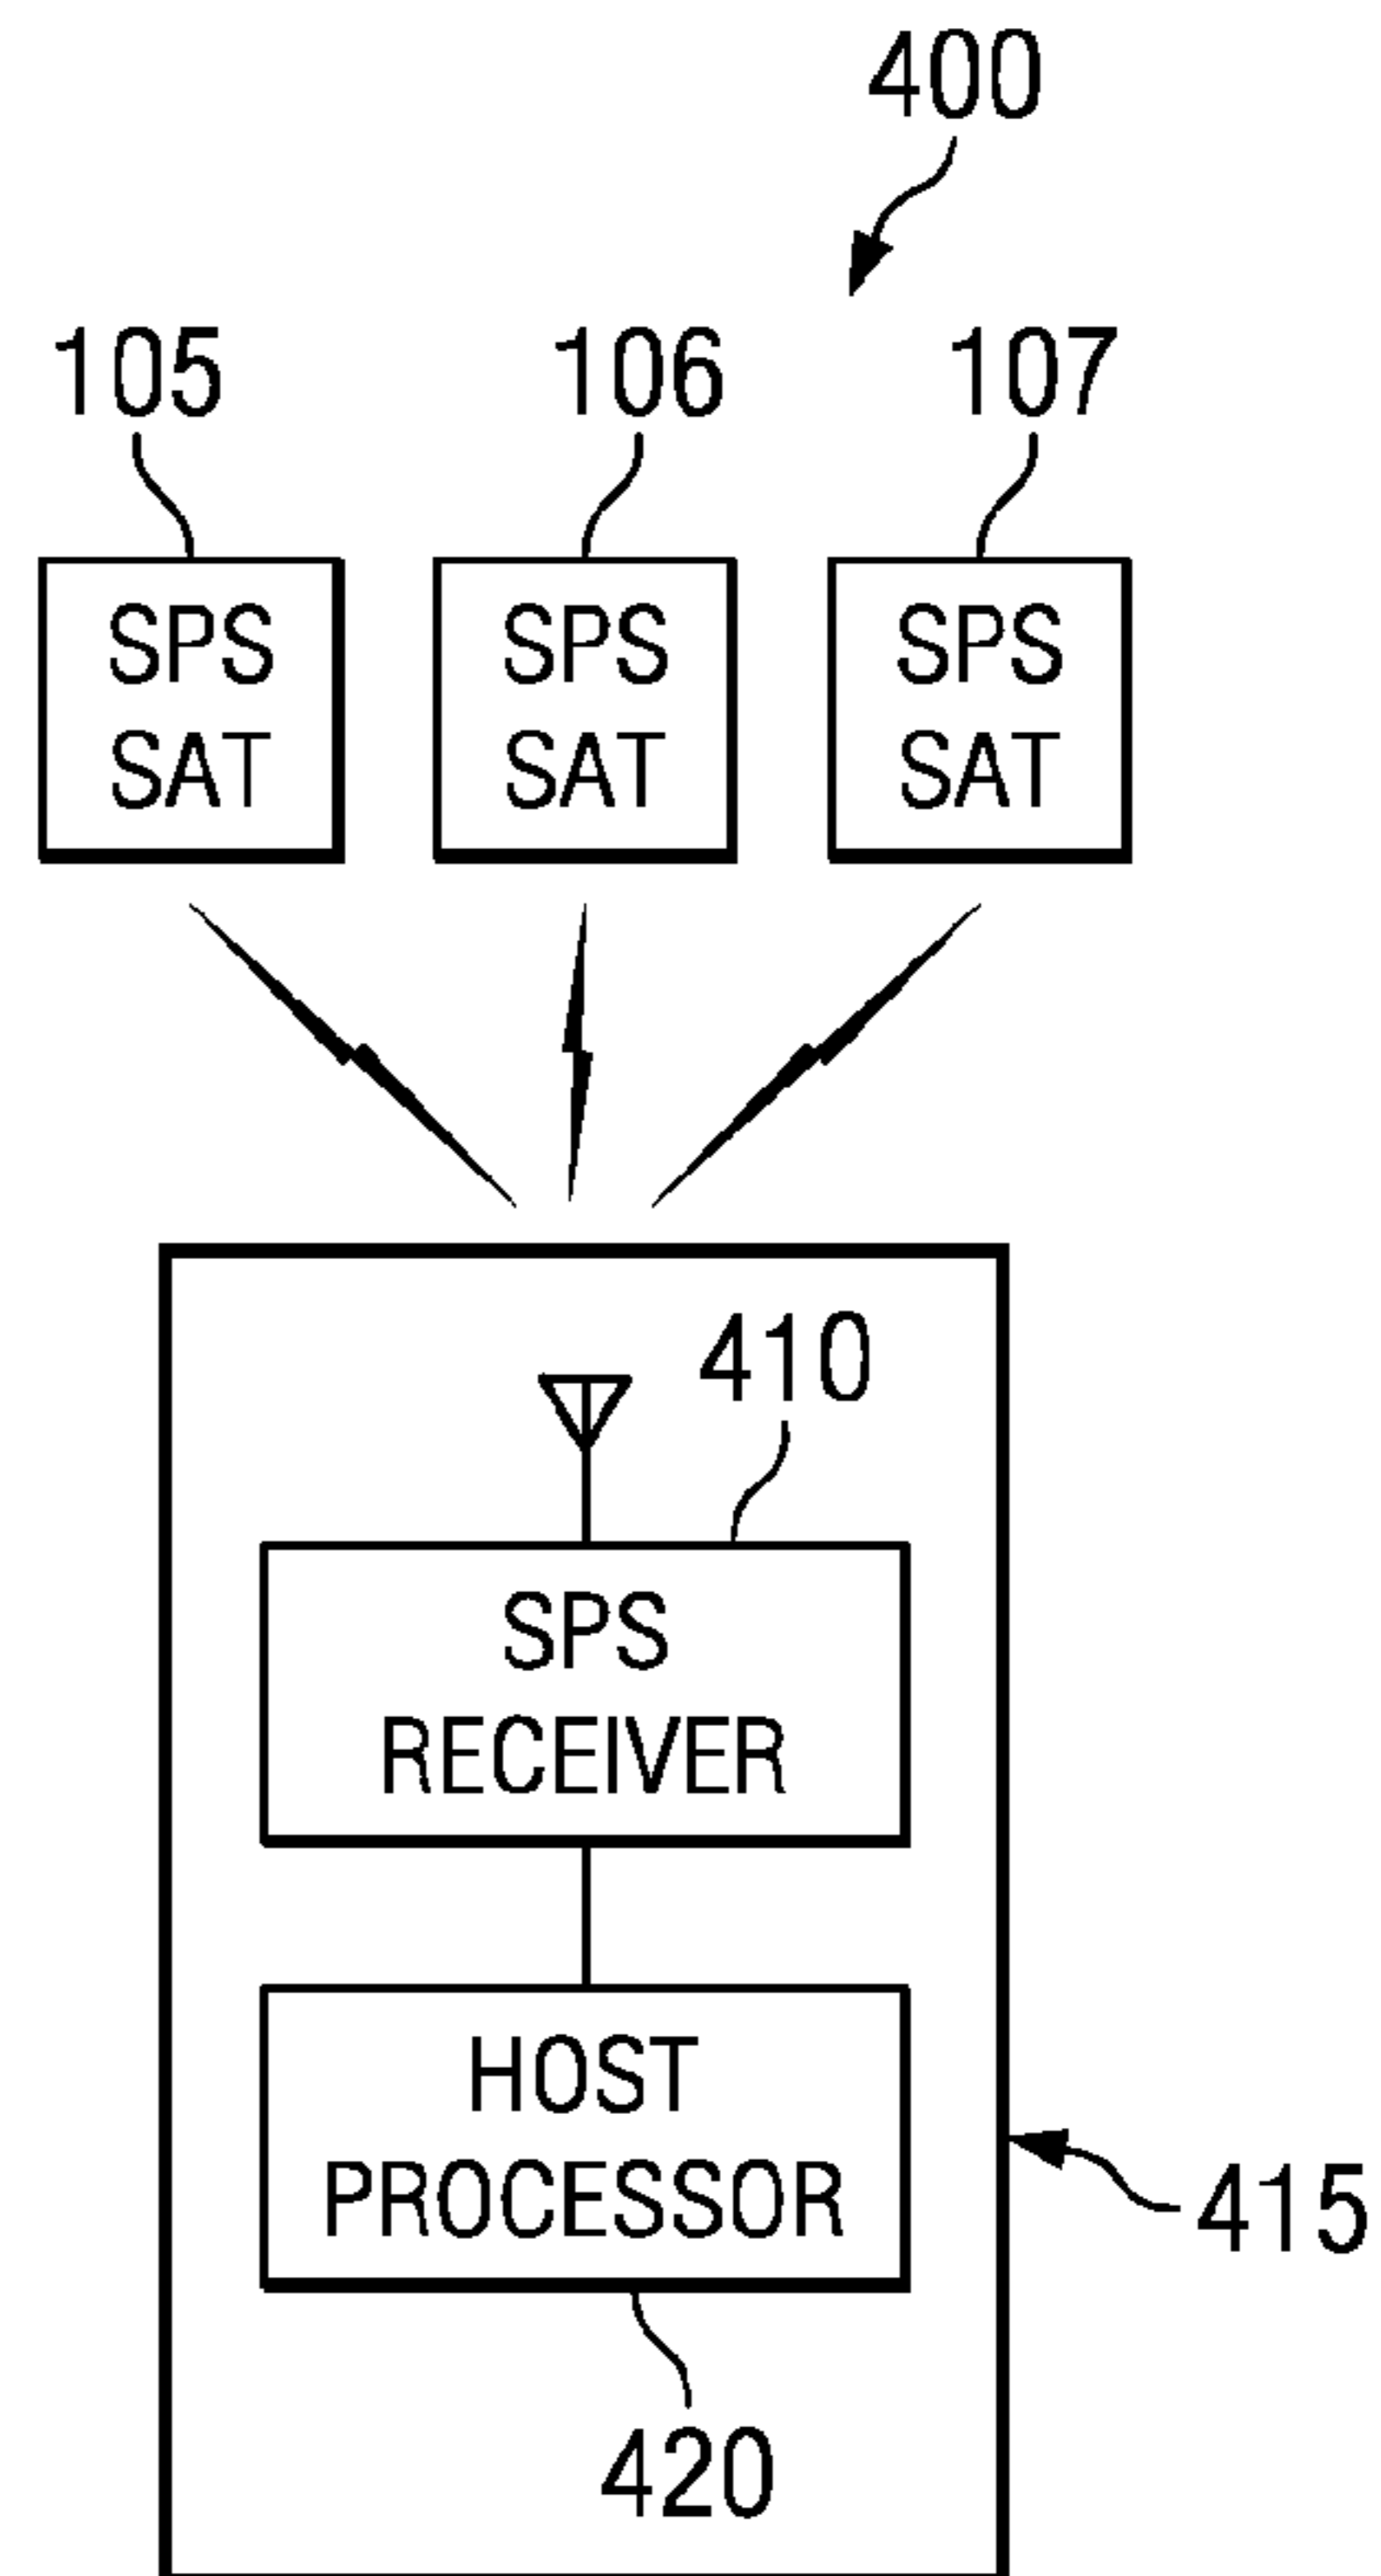 400
105 106 107
SPS SAT
SPS SAT
SPS SAT
410
SPS
RECEIVER
HOST
PROCESSOR
415
420